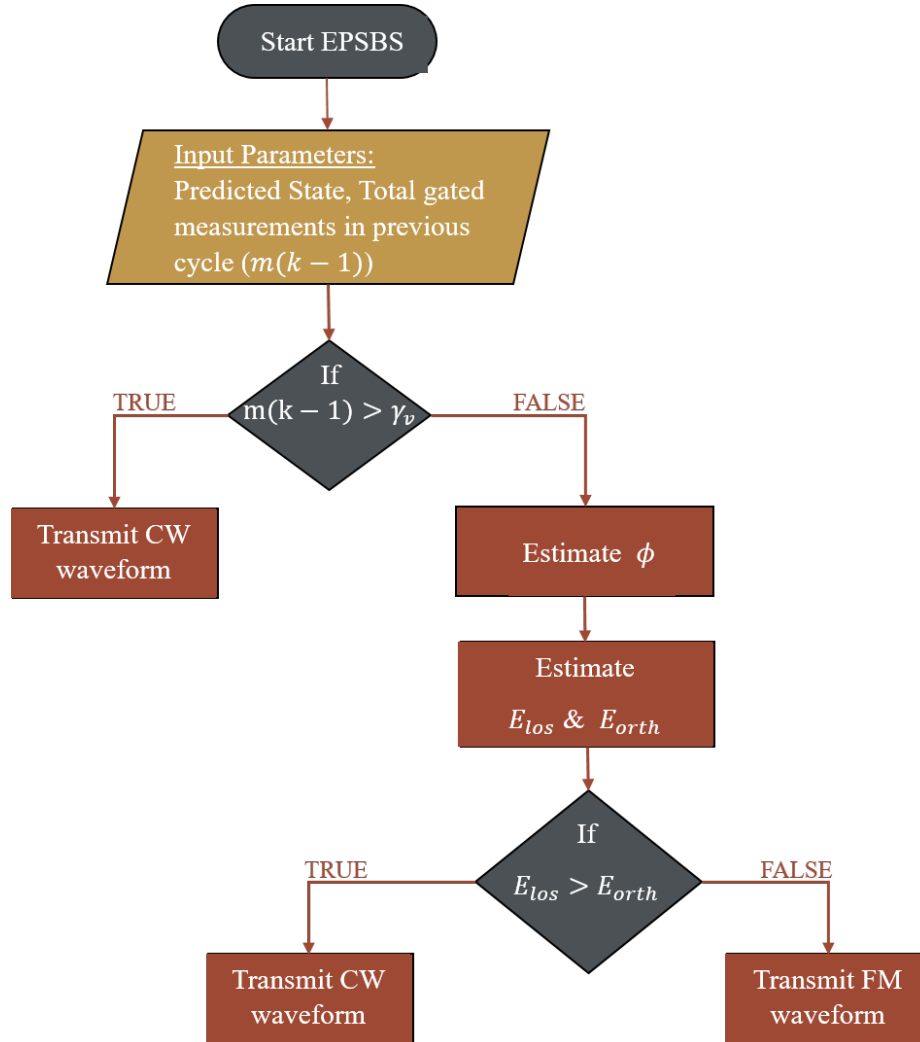 Start EPSBS
Input Parameters:
Predicted State, Total gated
measurements in previous
cycle (m(k − 1))
If
m(k − 1) > γᵥ
TRUE
FALSE
Transmit CW
waveform
Estimate ϕ
Estimate
E_los & E_orth
If
E_los > E_orth
TRUE
FALSE
Transmit CW
waveform
Transmit FM
waveform